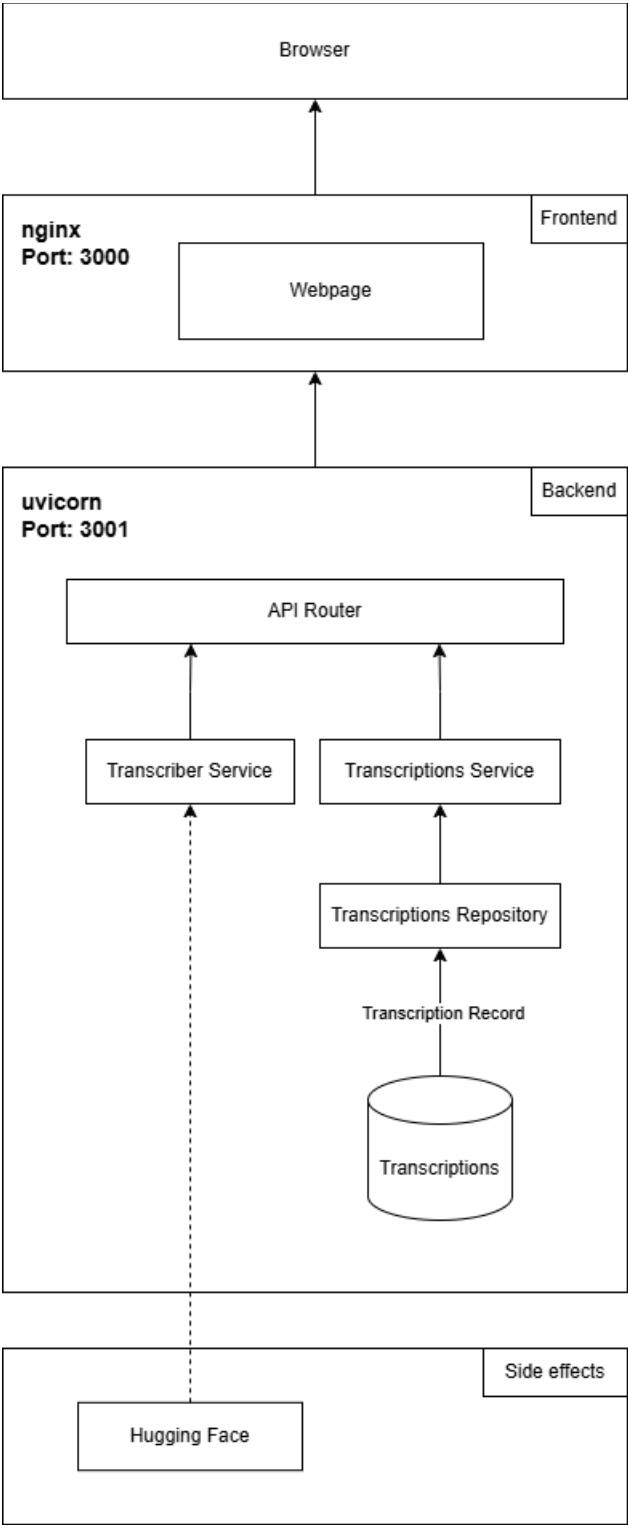 Browser
Frontend
nginx
Port: 3000
Webpage
Backend
uvicorn
Port: 3001
API Router
Transcriber Service
Transcriptions Service
Transcriptions Repository
Transcription Record
Transcriptions
Side effects
Hugging Face